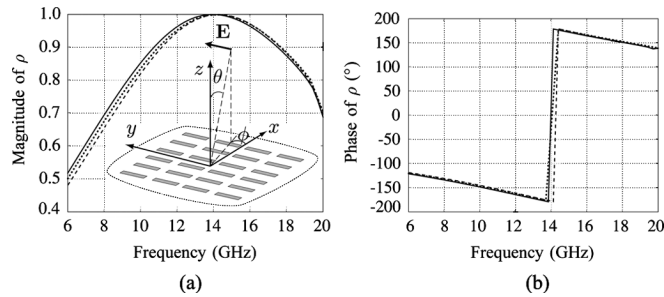 1.0
0.9
0.8
0.7
0.6
0.5
0.4
Magnitude of ρ
E
z
θ
y
x
ϕ
6 8 10 12 14 16 18 20
Frequency (GHz)
(a)
200
150
100
50
0
-50
-100
-150
-200
Phase of ρ (°)
6 8 10 12 14 16 18 20
Frequency (GHz)
(b)